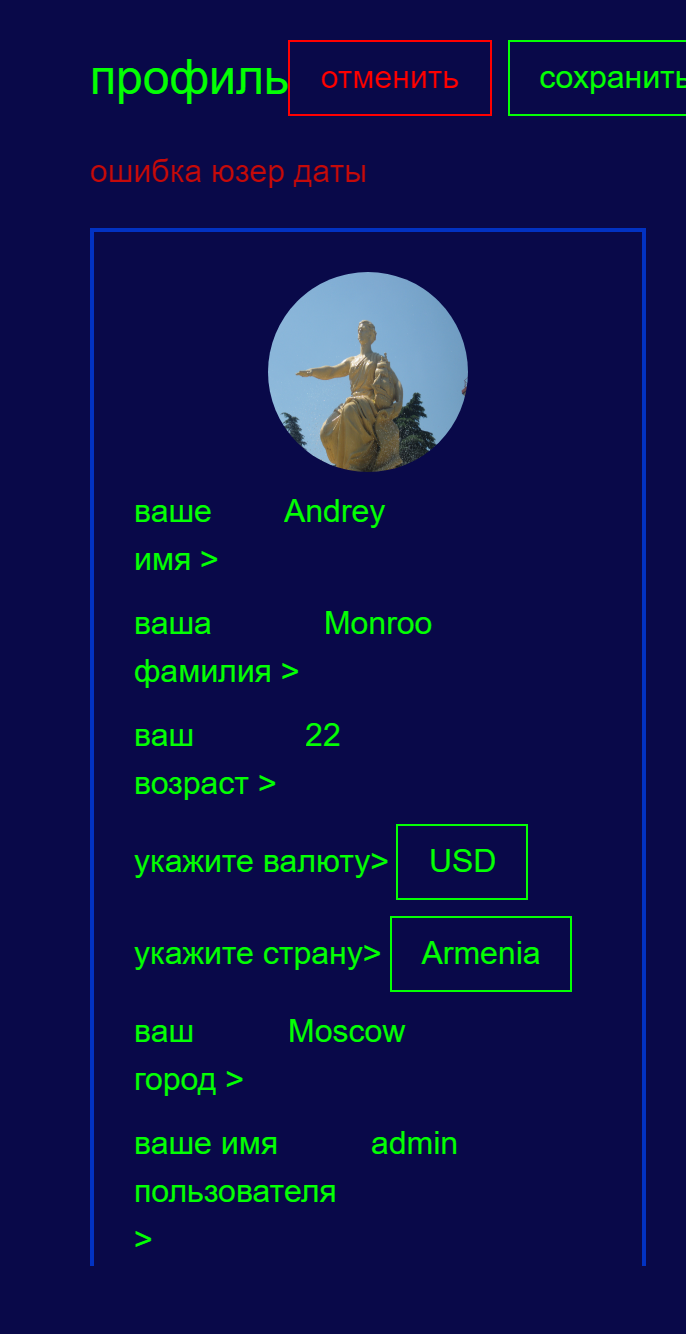 профиль отменить сохранить
ошибка юзер даты
ваше Andrey
имя >
ваша Monroo
фамилия >
ваш 22
возраст >
укажите валюту> USD
укажите страну> Armenia
ваш Moscow
город >
ваше имя admin
пользователя
>